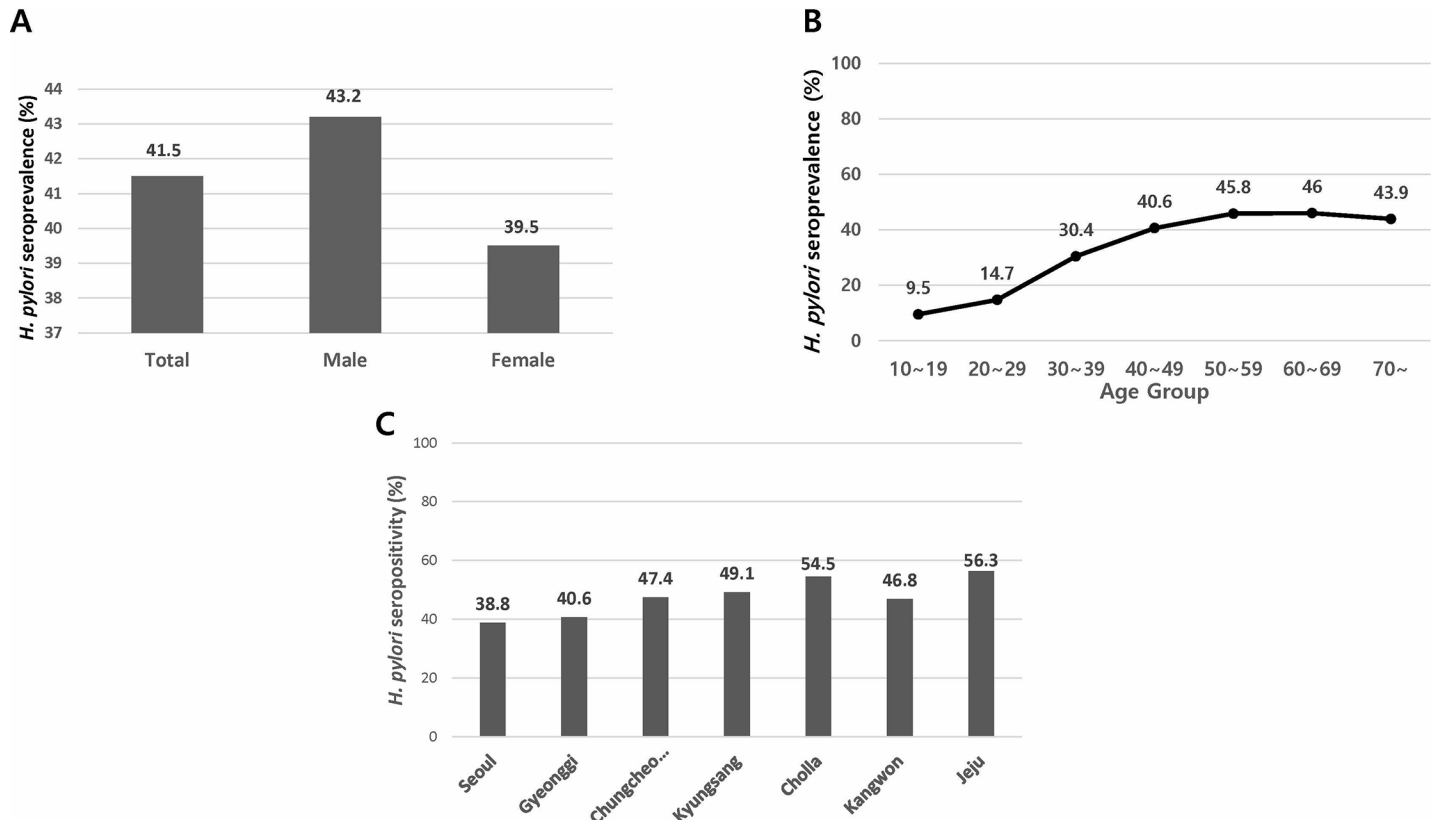 A
H. pylori seroprevalence (%)
44
43
42
41
40
39
38
37
41.5
43.2
39.5
Total Male Female
B
H. pylori seroprevalence (%)
100
80
60
40
20
0
9.5
14.7
30.4
40.6
45.8
46
43.9
10~19 20~29 30~39 40~49 50~59 60~69 70~
Age Group
C
H. pylori seropositivity (%)
100
80
60
40
20
0
38.8
40.6
47.4
49.1
54.5
46.8
56.3
Seoul
Gyeonggi
Chungcheo...
Kyungsang
Cholla
Kangwon
Jeju